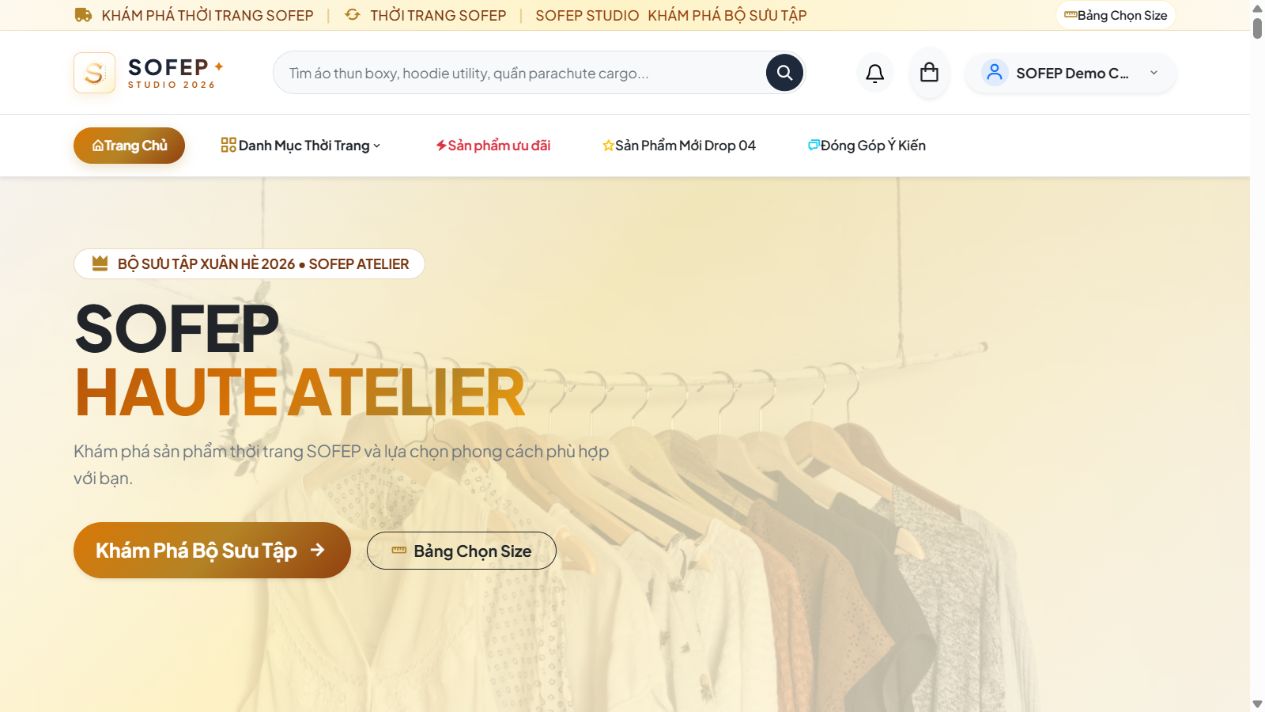 KHÁM PHÁ THỜI TRANG SOFEP | THỜI TRANG SOFEP | SOFEP STUDIO KHÁM PHÁ BỘ SƯU TẬP
Bảng Chọn Size
SOFEP
STUDIO 2026
Tìm áo thun boxy, hoodie utility, quần parachute cargo...
SOFEP Demo C...
Trang Chủ
Danh Mục Thời Trang
Sản phẩm ưu đãi
Sản Phẩm Mới Drop 04
Đóng Góp Ý Kiến
BỘ SƯU TẬP XUÂN HÈ 2026 • SOFEP ATELIER
SOFEP
HAUTE ATELIER
Khám phá sản phẩm thời trang SOFEP và lựa chọn phong cách phù hợp
với bạn.
Khám Phá Bộ Sưu Tập →
Bảng Chọn Size